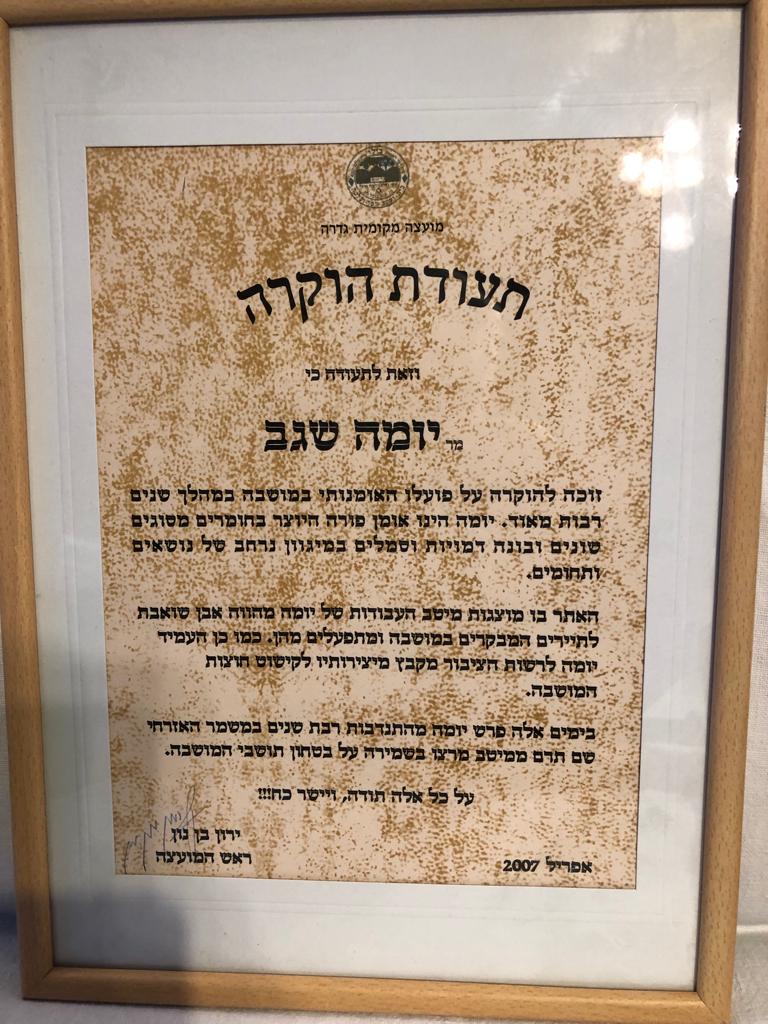 מועצה מקומית גדרה
תעודת הוקרה
וזאת לתעודה כי
מר יומה שגב
זוכה להוקרה על פועלו האומנותי במושבה במהלך שנים
רבות מאוד. יומה הינו אומן פורה היוצר בחומרים מסוגים
שונים ובונה דמויות וסמלים במיגוון נרחב של נושאים
ותחומים.
האתר בו מוצגות מיטב העבודות של יומה מהווה אבן שואבת
לתיירים המבקרים במושבה ומתפעלים מהן. כמו כן העמיד
יומה לרשות הציבור מקבץ מיצירותיו לקישוט חוצות
המושבה.
בימים אלה פרש יומה מהתנדבות רבת שנים במשמר האזרחי
שם תרם ממיטב מרצו בשמירה על בטחון תושבי המושבה.
על כל אלה תודה, ויישר כח!!!
ירון בן נון
ראש המועצה
אפריל 2007